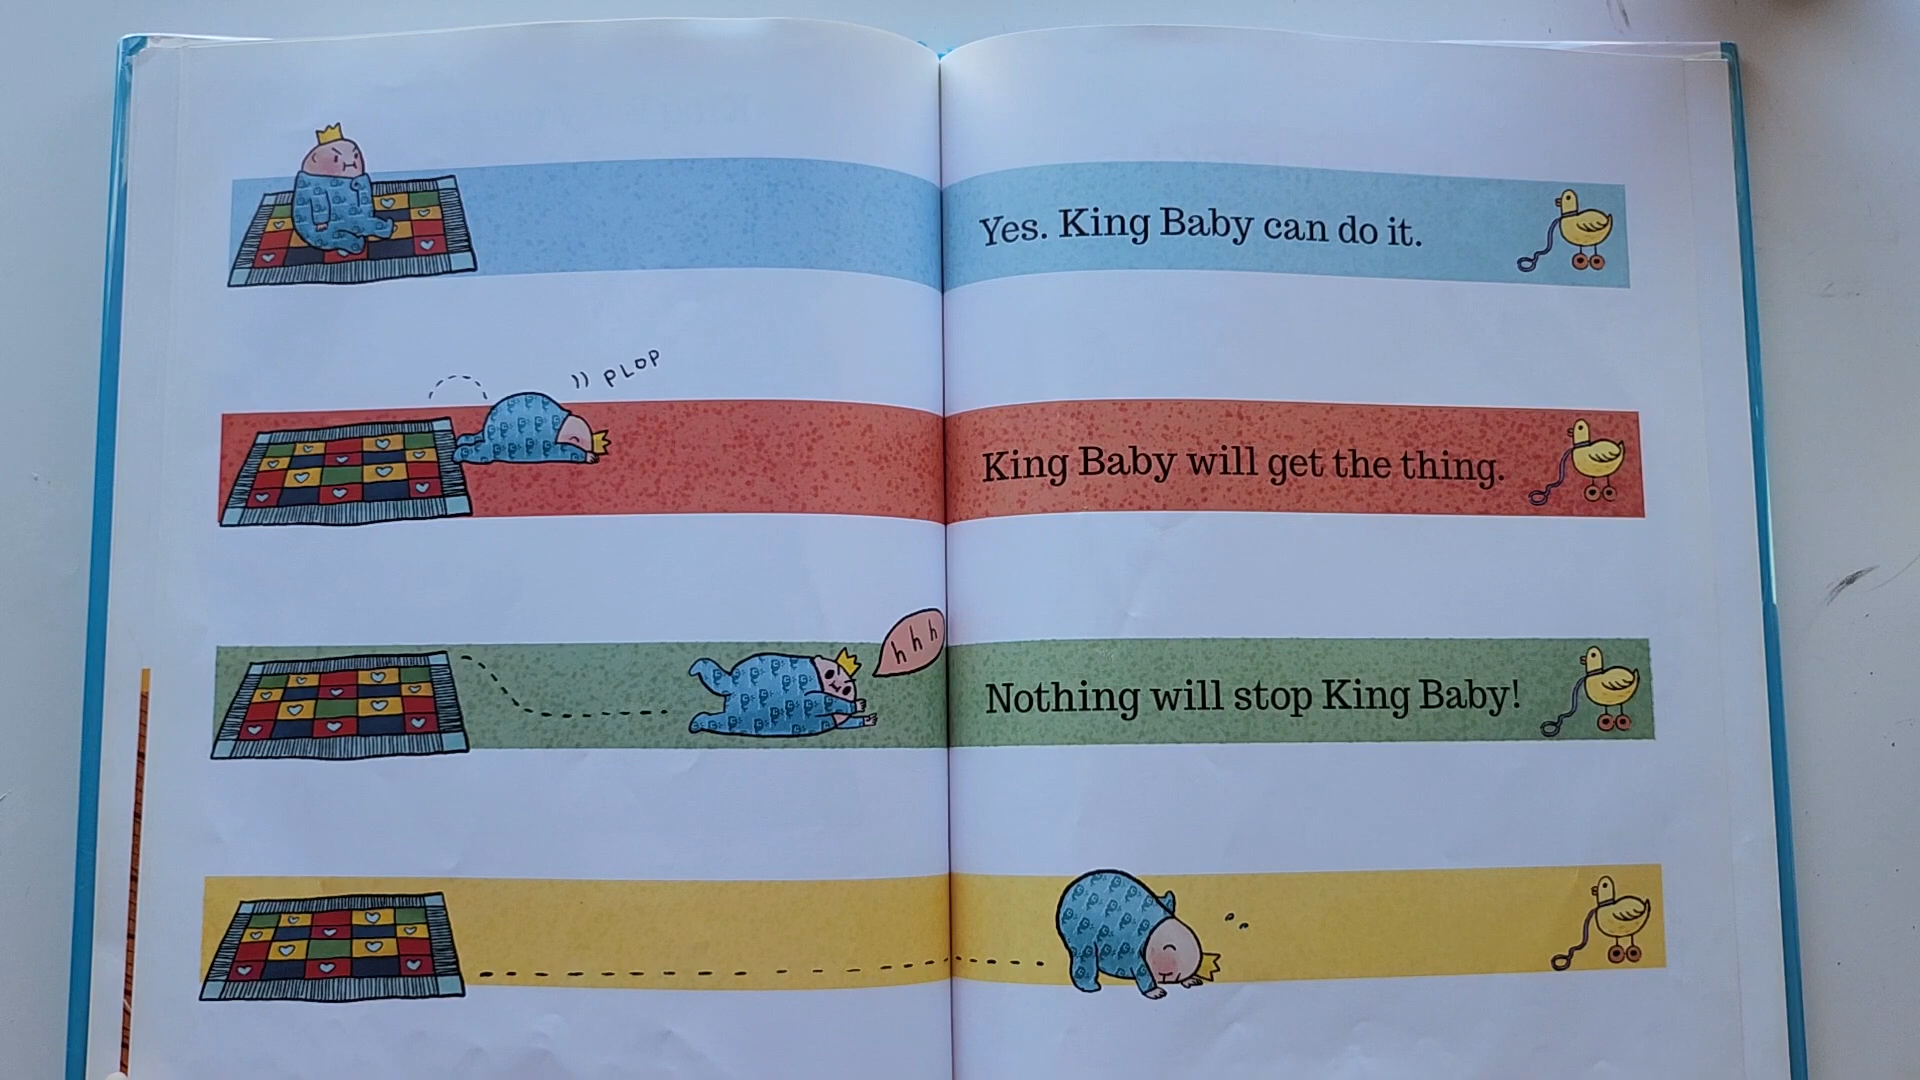 Yes. King Baby can do it.
PLOP
King Baby will get the thing.
hhh
Nothing will stop King Baby!